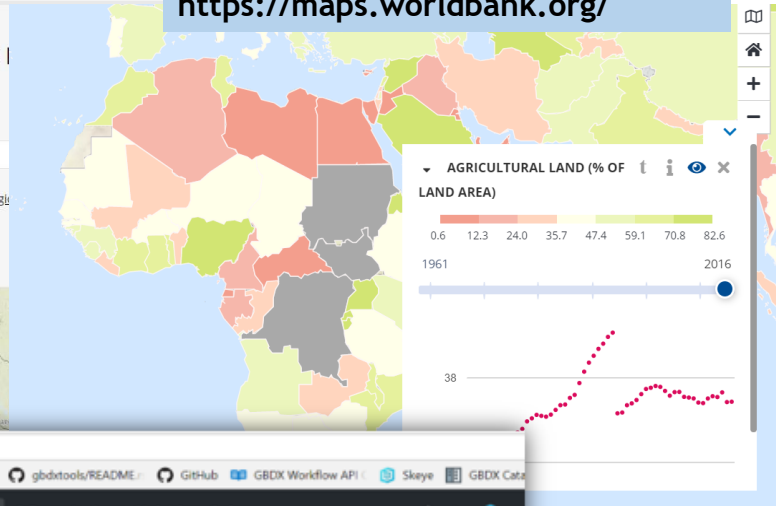 https://maps.worldbank.org/
AGRICULTURAL LAND (% OF
LAND AREA)
0.6 12.3 24.0 35.7 47.4 59.1 70.8 82.6
1961 2016
38
gbdxtools/README GitHub GBDX Workflow API Skeye GBDX Cata